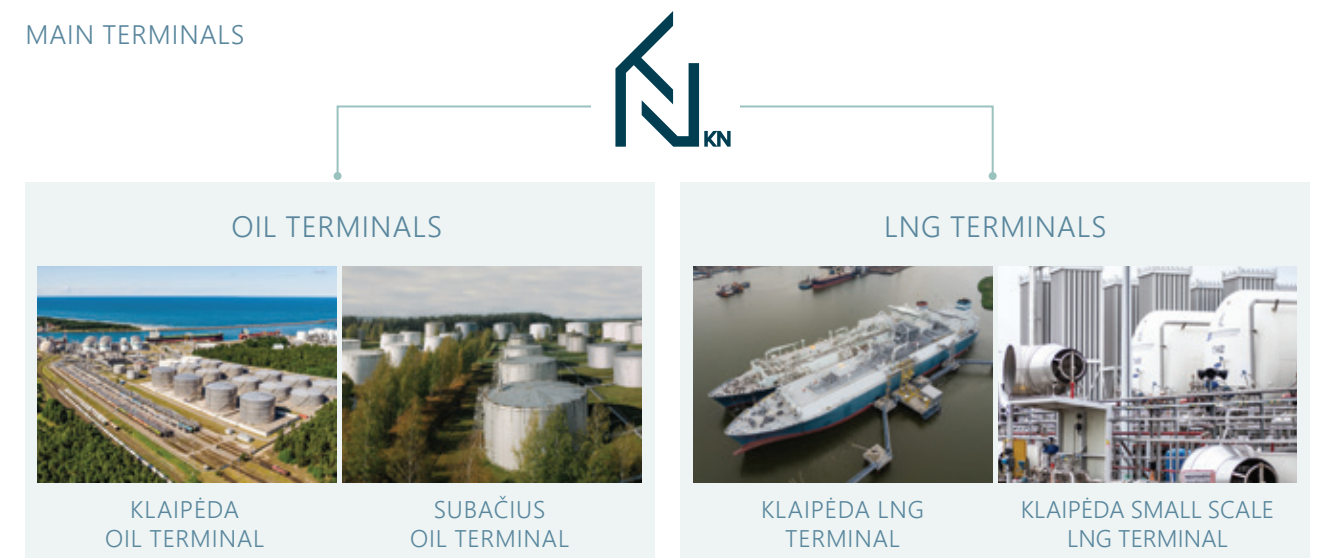 MAIN TERMINALS
KN
OIL TERMINALS
LNG TERMINALS
KLAIPĖDA
OIL TERMINAL
SUBAČIUS
OIL TERMINAL
KLAIPĖDA LNG
TERMINAL
KLAIPĖDA SMALL SCALE
LNG TERMINAL